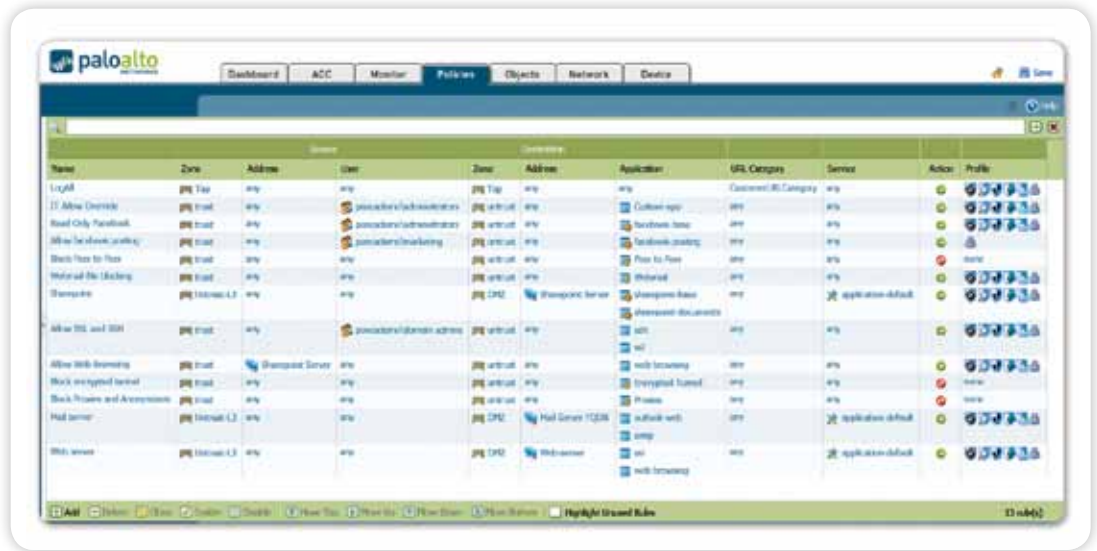 paloalto
NETWORKS
Dashboard ACC Monitor Policies Objects Network Device
Save
Help
Source Destination
Name Zone Address User Zone Address Application URL Category Service Action Profile
LogAll Tap any any Tap any any any
IT Allow Override trust any untrust any any any
Read Only Facebook trust any untrust any facebook-base any any
Allow facebook posting trust any untrust any facebook-posting any any
Block Peer to Peer trust any any untrust any Peer to Peer any any none
Webmail file blocking trust any any untrust any Webmail any any
Sharepoint any any DMZ Sharepoint Server sharepoint-base any application-default
sharepoint-documents
Allow SSL and SSH trust any untrust any ssh any any
ssl
Allow Web Browsing trust Sharepoint Server any untrust any web-browsing any any
Block encrypted tunnel trust any any untrust any Encrypted Tunnel any any none
Block Proxies and Anonymizers trust any any untrust any Proxies any any none
Mail server any any DMZ outlook-web any application-default
smtp
Web server any any DMZ Web-server ssl any application-default
web-browsing
Add Delete Clone Enable Disable Move Top Move Up Move Down Move Bottom Highlight Unused Rules 13 rule(s)